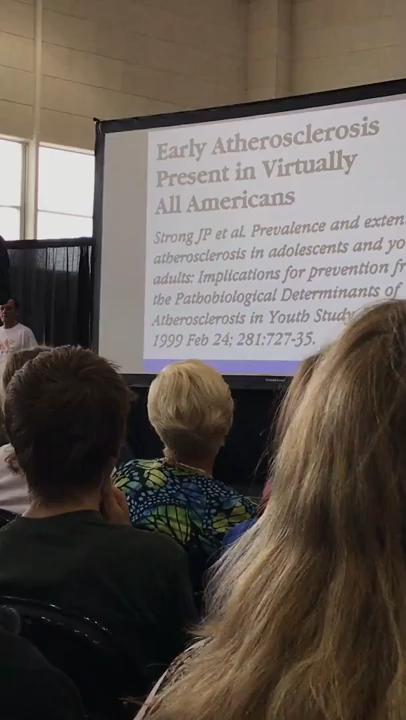 Early Atherosclerosis
Present in Virtually
All Americans
Strong JP et al. Prevalence and exten
atherosclerosis in adolescents and yo
adults: Implications for prevention fr
the Pathobiological Determinants of
Atherosclerosis in Youth Study
1999 Feb 24; 281:727-35.